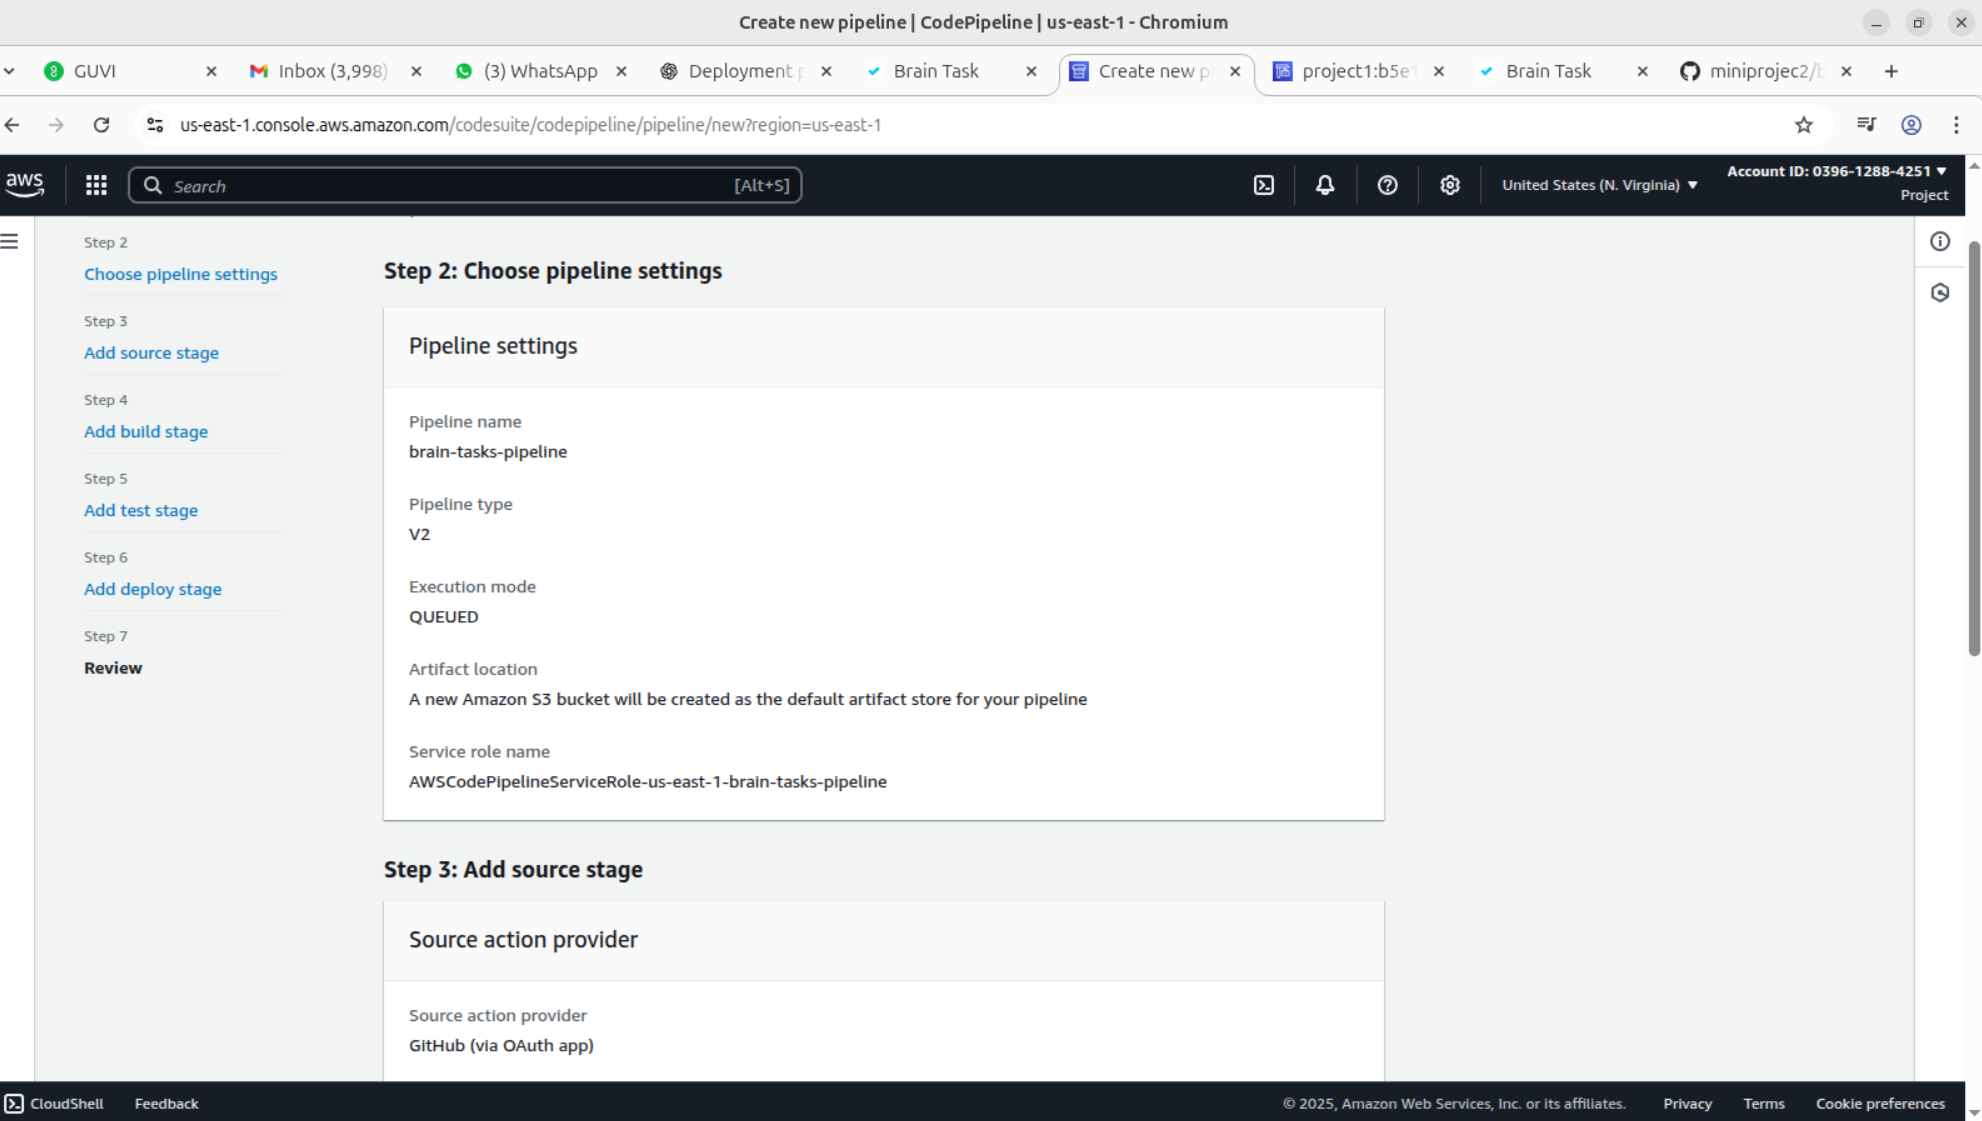 Create new pipeline | CodePipeline | us-east-1 - Chromium
GUVI
Inbox (3,998)
(3) WhatsApp
Deployment p
Brain Task
Create new pi
project1:b5e1
Brain Task
miniprojec2/b
us-east-1.console.aws.amazon.com/codesuite/codepipeline/pipeline/new?region=us-east-1
aws
Search
[Alt+S]
United States (N. Virginia)
Account ID: 0396-1288-4251
Project
Step 2
Choose pipeline settings
Step 3
Add source stage
Step 4
Add build stage
Step 5
Add test stage
Step 6
Add deploy stage
Step 7
Review
Step 2: Choose pipeline settings
Pipeline settings
Pipeline name
brain-tasks-pipeline
Pipeline type
V2
Execution mode
QUEUED
Artifact location
A new Amazon S3 bucket will be created as the default artifact store for your pipeline
Service role name
AWSCodePipelineServiceRole-us-east-1-brain-tasks-pipeline
Step 3: Add source stage
Source action provider
Source action provider
GitHub (via OAuth app)
CloudShell
Feedback
© 2025, Amazon Web Services, Inc. or its affiliates.
Privacy
Terms
Cookie preferences